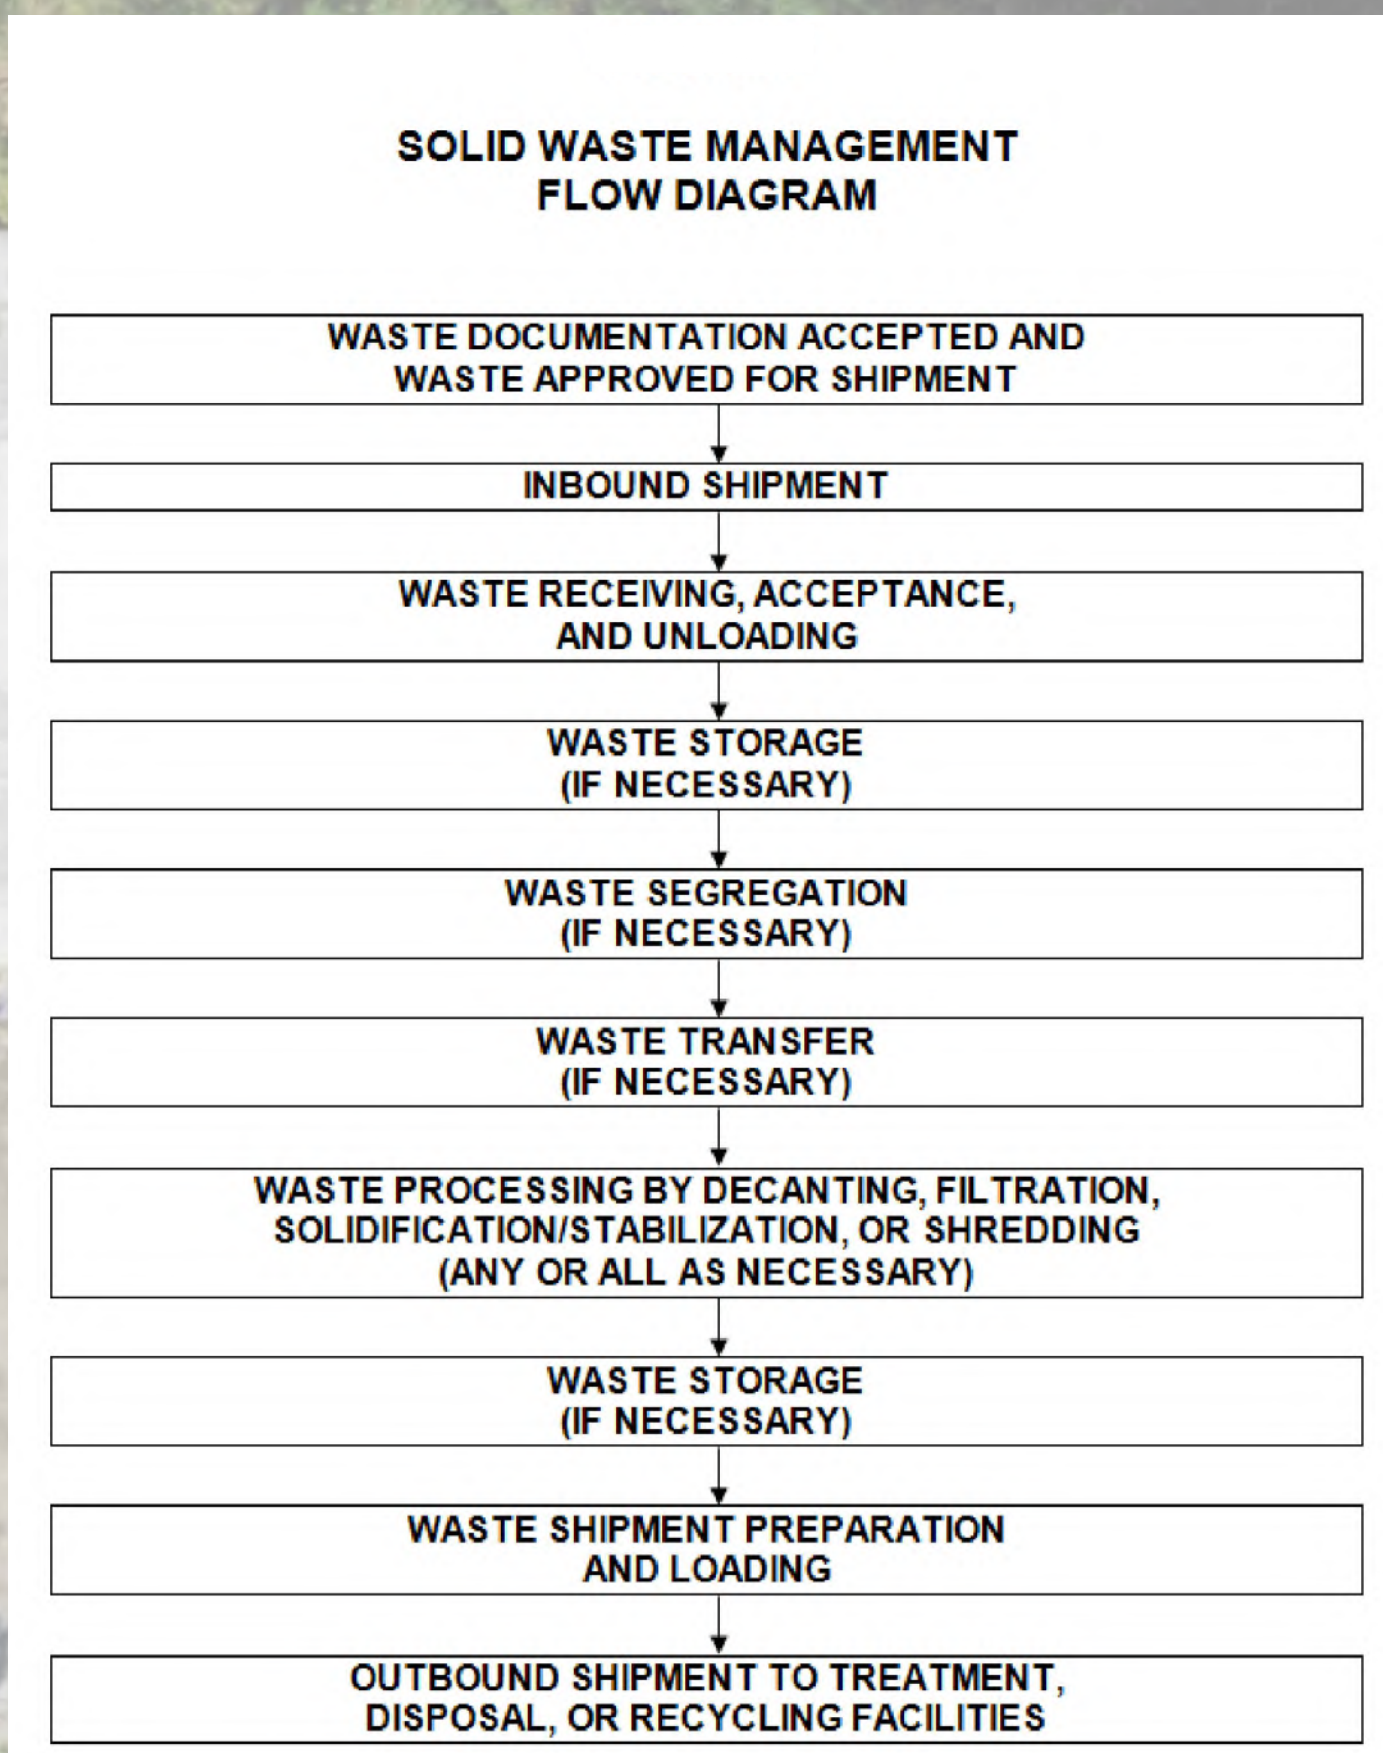 SOLID WASTE MANAGEMENT
FLOW DIAGRAM
WASTE DOCUMENTATION ACCEPTED AND
WASTE APPROVED FOR SHIPMENT
INBOUND SHIPMENT
WASTE RECEIVING, ACCEPTANCE,
AND UNLOADING
WASTE STORAGE
(IF NECESSARY)
WASTE SEGREGATION
(IF NECESSARY)
WASTE TRANSFER
(IF NECESSARY)
WASTE PROCESSING BY DECANTING, FILTRATION,
SOLIDIFICATION/STABILIZATION, OR SHREDDING
(ANY OR ALL AS NECESSARY)
WASTE STORAGE
(IF NECESSARY)
WASTE SHIPMENT PREPARATION
AND LOADING
OUTBOUND SHIPMENT TO TREATMENT,
DISPOSAL, OR RECYCLING FACILITIES